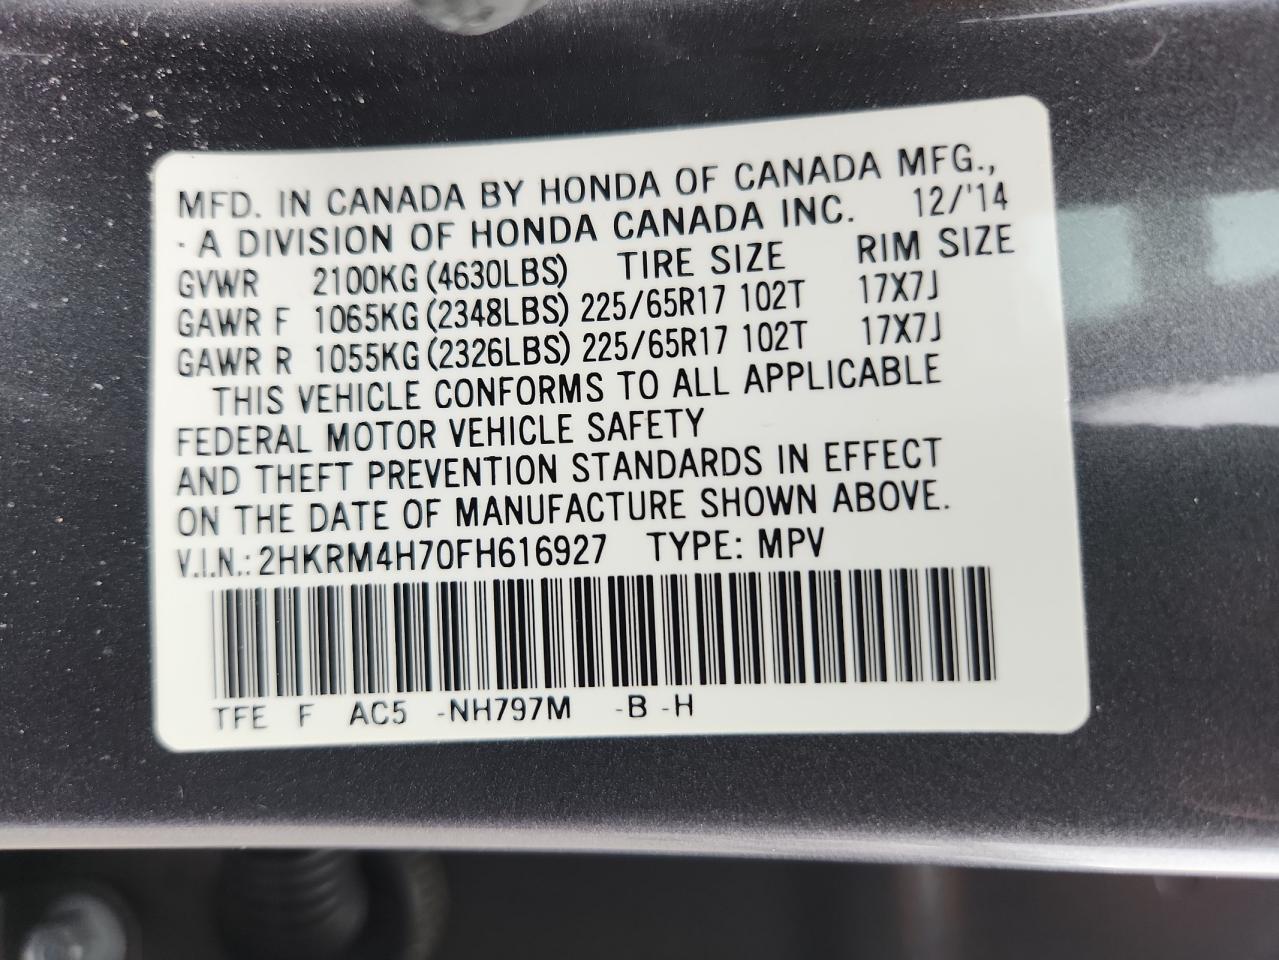 MFD. IN CANADA BY HONDA OF CANADA MFG.,
· A DIVISION OF HONDA CANADA INC. 12/'14
GVWR 2100KG (4630LBS) TIRE SIZE RIM SIZE
GAWR F 1065KG (2348LBS) 225/65R17 102T 17X7J
GAWR R 1055KG (2326LBS) 225/65R17 102T 17X7J
THIS VEHICLE CONFORMS TO ALL APPLICABLE
FEDERAL MOTOR VEHICLE SAFETY
AND THEFT PREVENTION STANDARDS IN EFFECT
ON THE DATE OF MANUFACTURE SHOWN ABOVE.
V.I.N.: 2HKRM4H70FH616927 TYPE: MPV
TFE F AC5 -NH797M -B -H